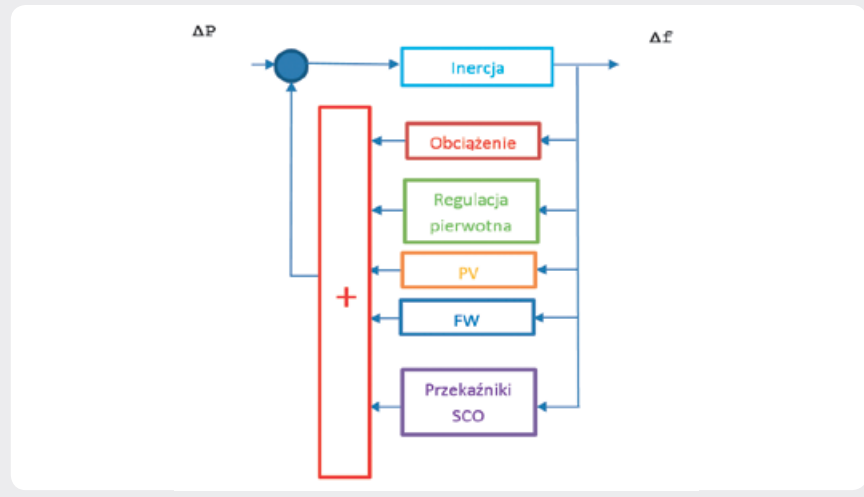 ΔP
Δf
Inercja
Obciążenie
Regulacja
pierwotna
PV
+
FW
Przekaźniki
SCO